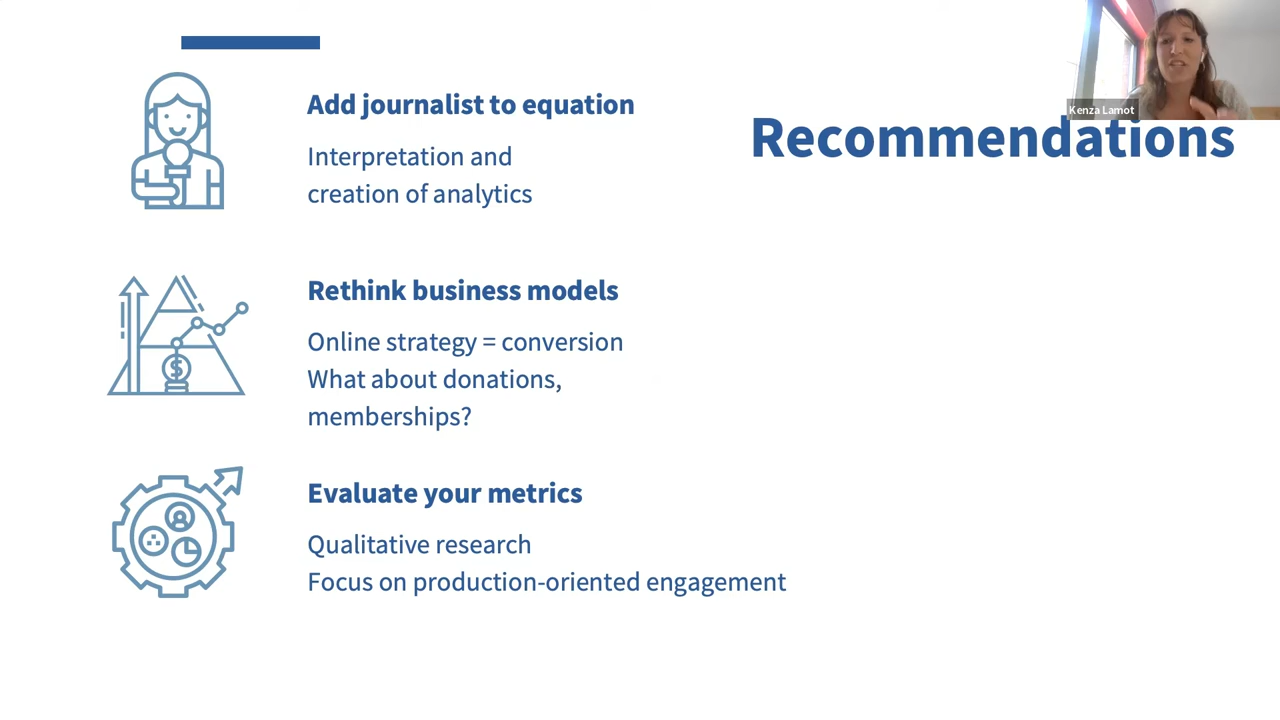 Kenza Lamot
Recommendations
Add journalist to equation
Interpretation and
creation of analytics
Rethink business models
Online strategy = conversion
What about donations,
memberships?
Evaluate your metrics
Qualitative research
Focus on production-oriented engagement